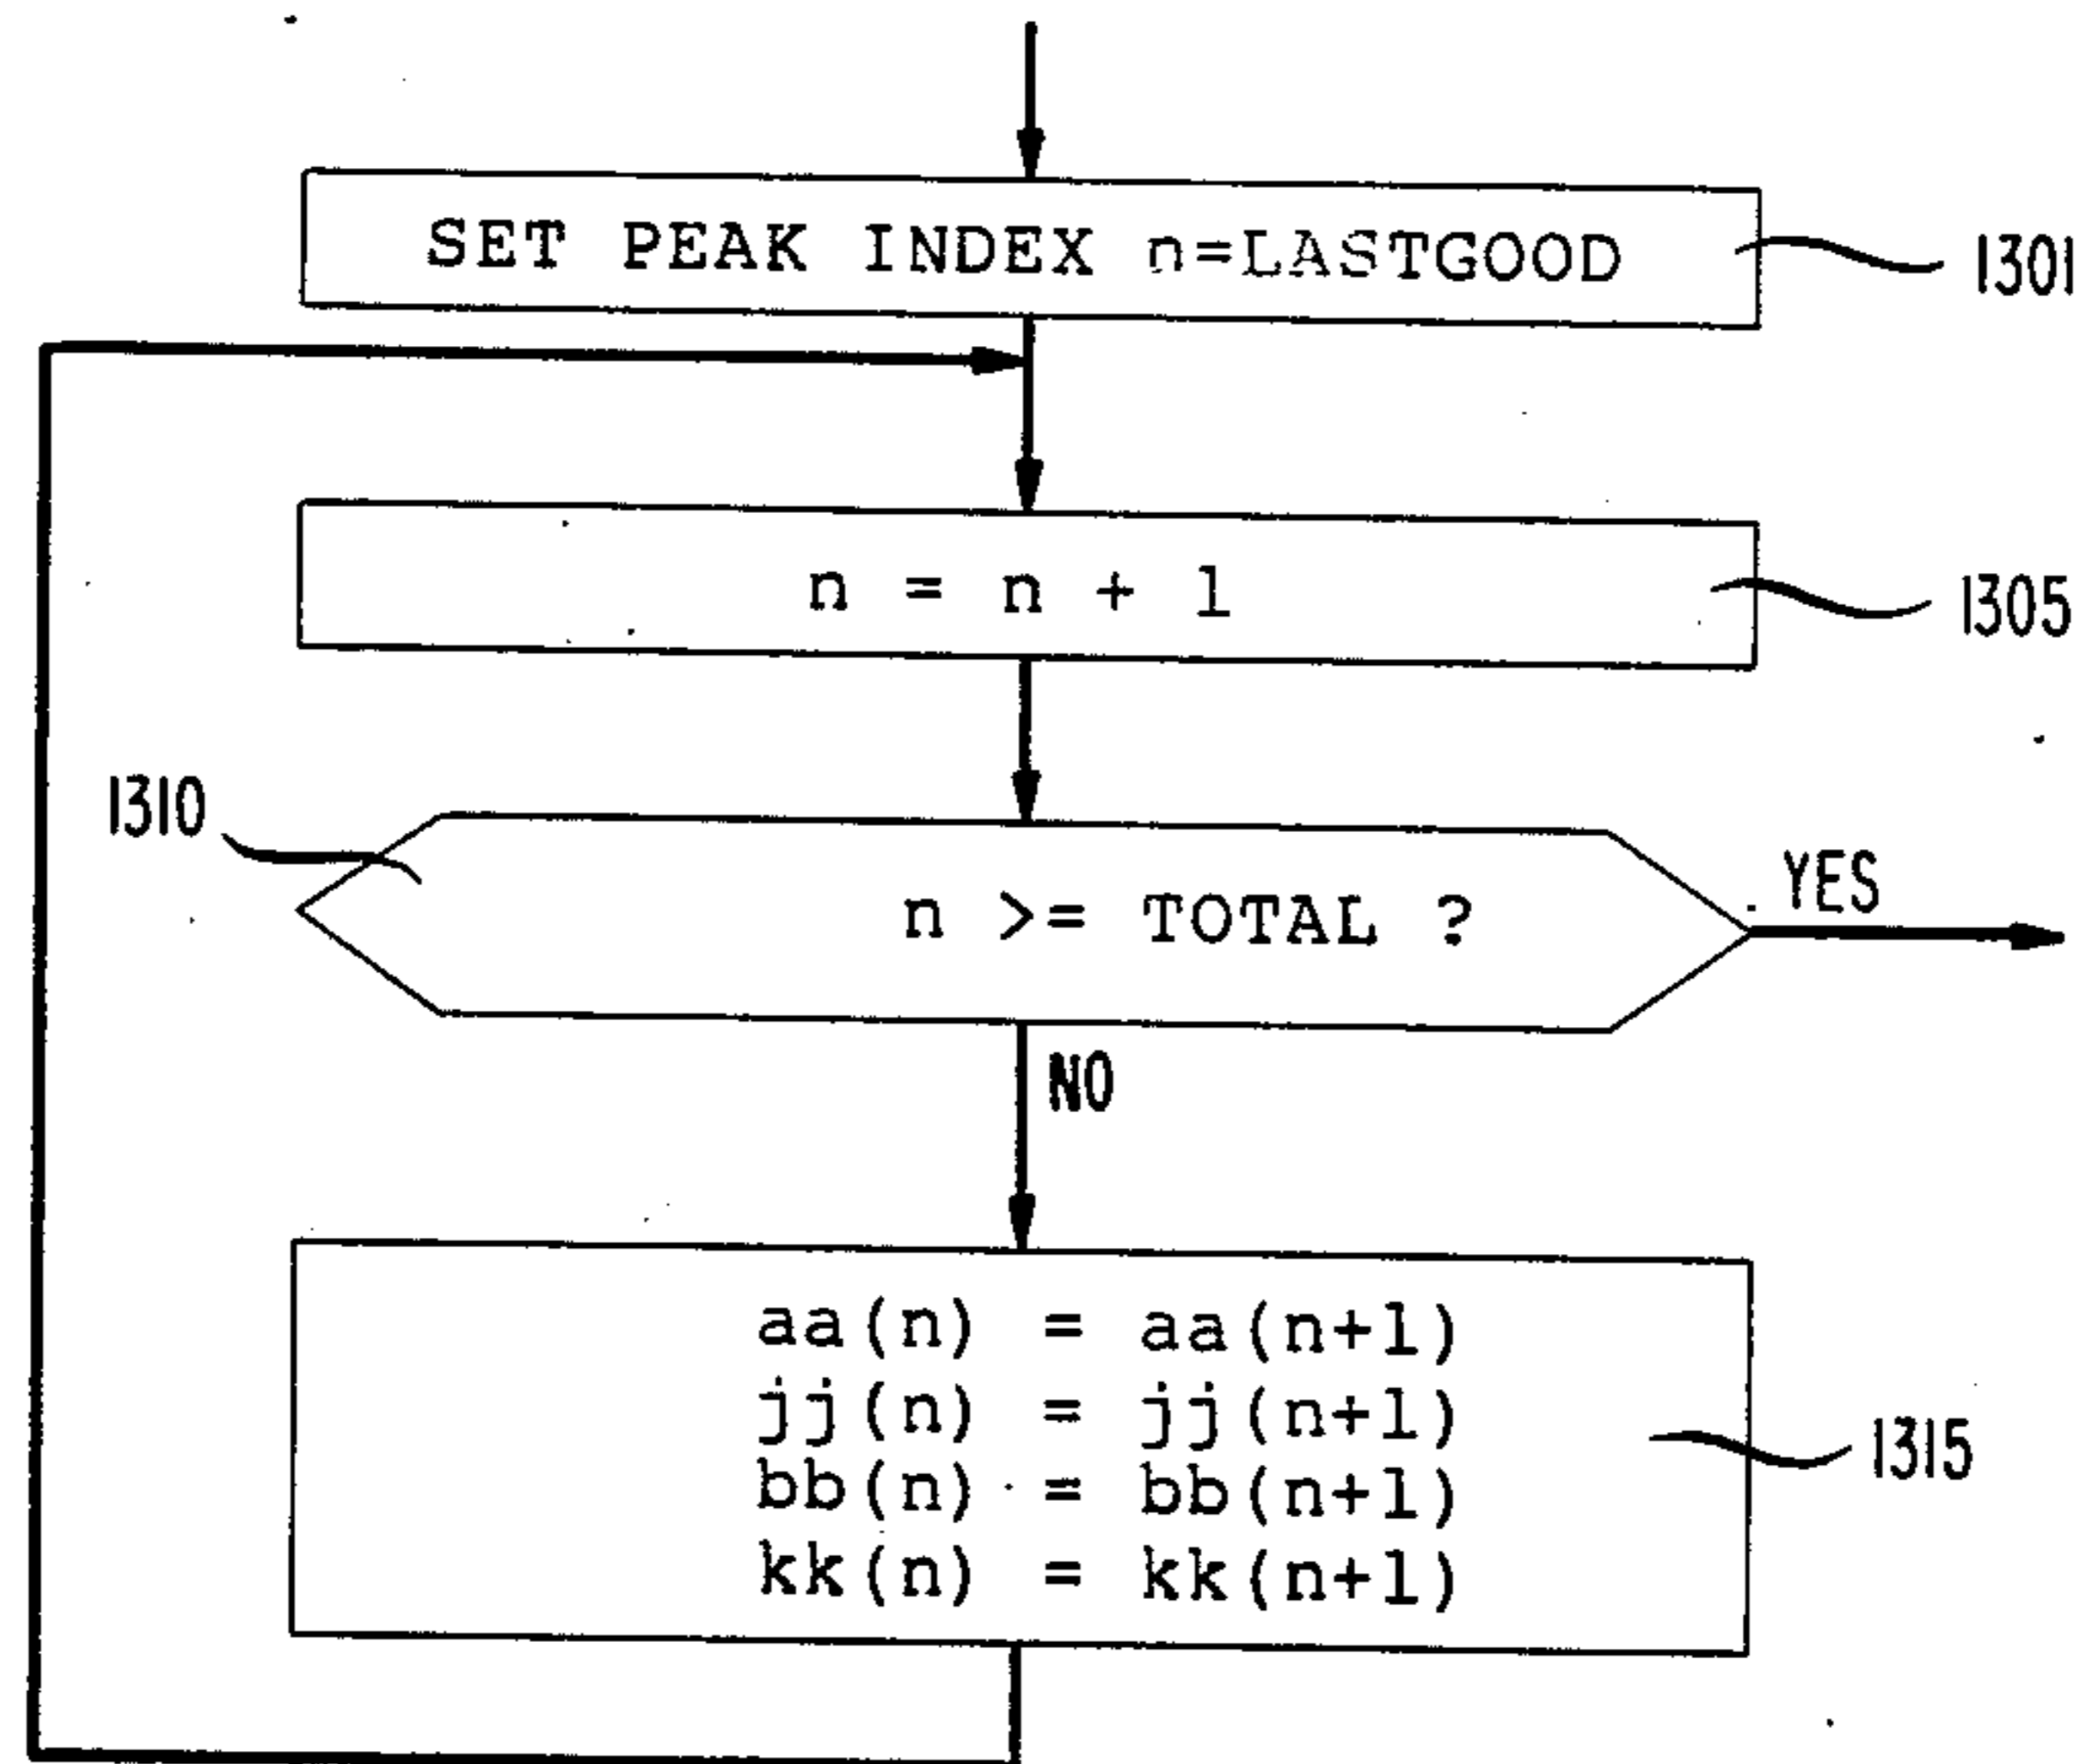 SET PEAK INDEX n=LASTGOOD
1301
n = n + 1
1305
1310
n >= TOTAL ?
YES
NO
aa(n) = aa(n+1)
jj(n) = jj(n+1)
bb(n) = bb(n+1)
kk(n) = kk(n+1)
1315